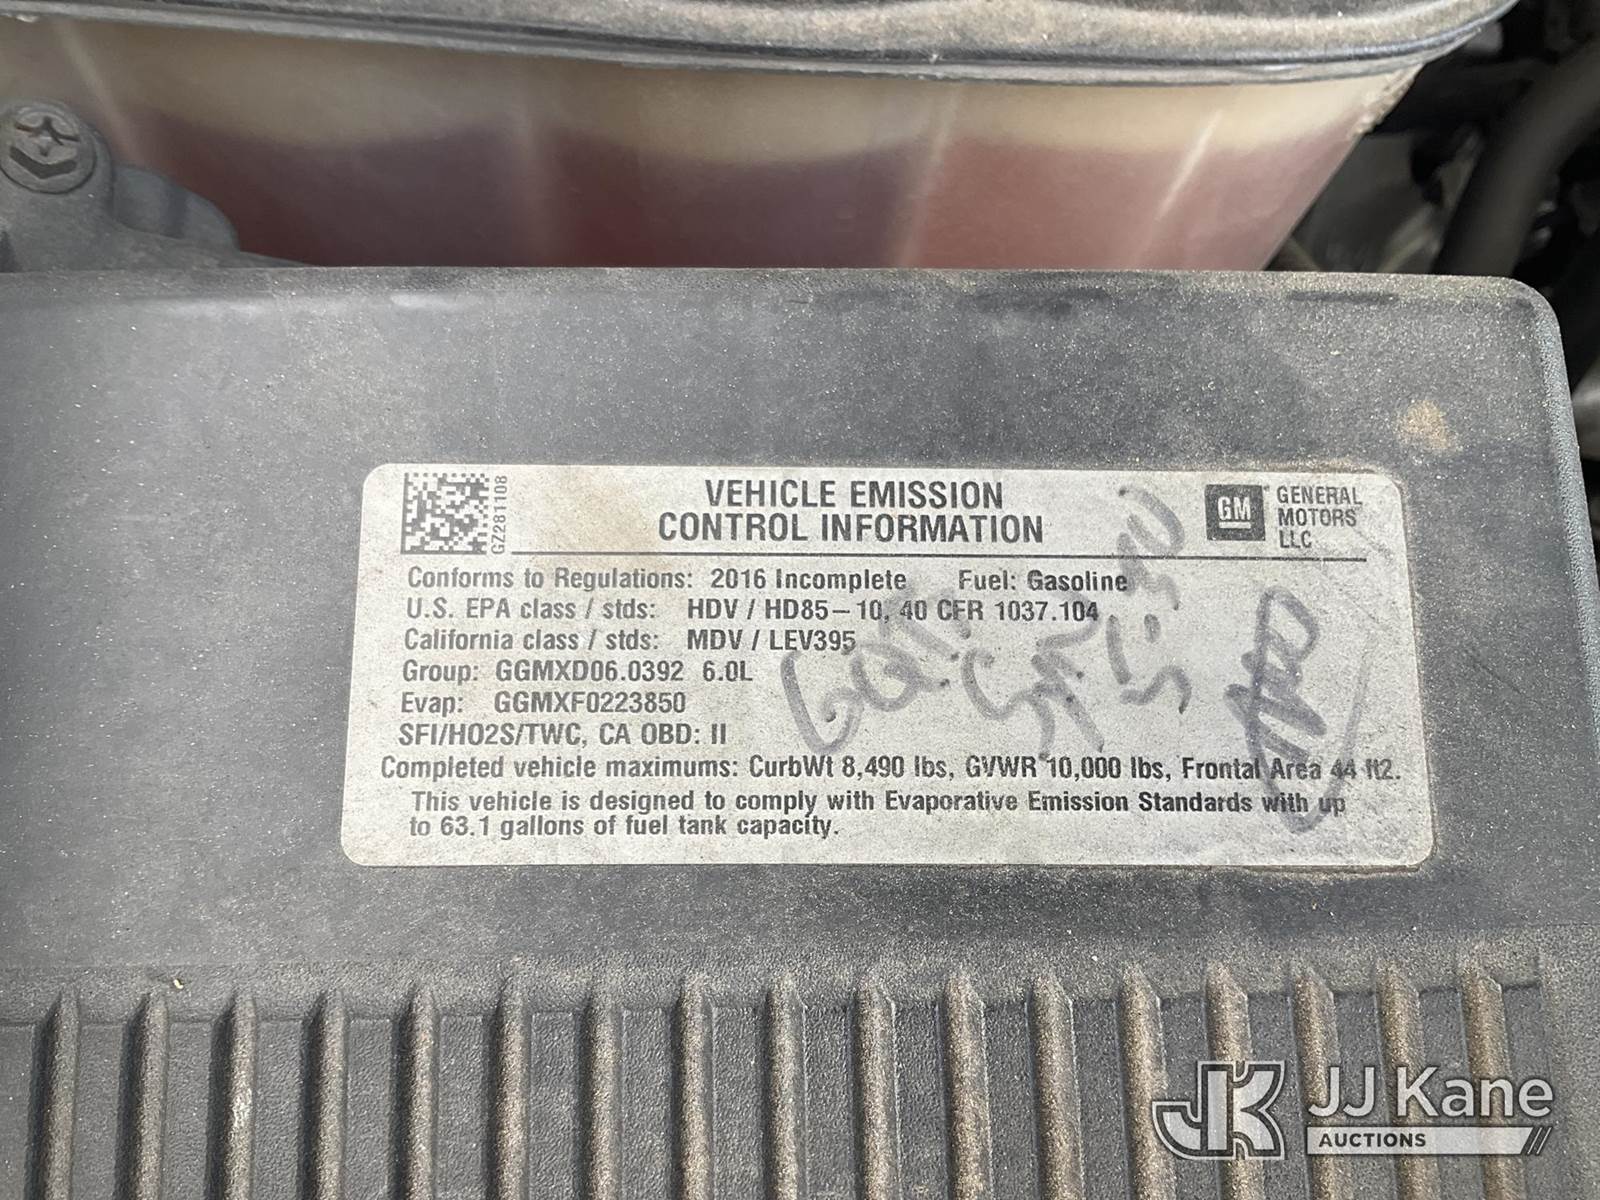 GZ281108
VEHICLE EMISSION
CONTROL INFORMATION
GM
GENERAL
MOTORS
LLC
Conforms to Regulations: 2016 Incomplete Fuel: Gasoline
U.S. EPA class / stds: HDV / HD85-10, 40 CFR 1037.104
California class / stds: MDV / LEV395
Group: GGMXD06.0392 6.0L
Evap: GGMXF0223850
SFI/HO2S/TWC, CA OBD: II
Completed vehicle maximums: CurbWt 8,490 lbs, GVWR 10,000 lbs, Frontal Area 44 ft2.
This vehicle is designed to comply with Evaporative Emission Standards with up
to 63.1 gallons of fuel tank capacity.
JK JJ Kane
AUCTIONS